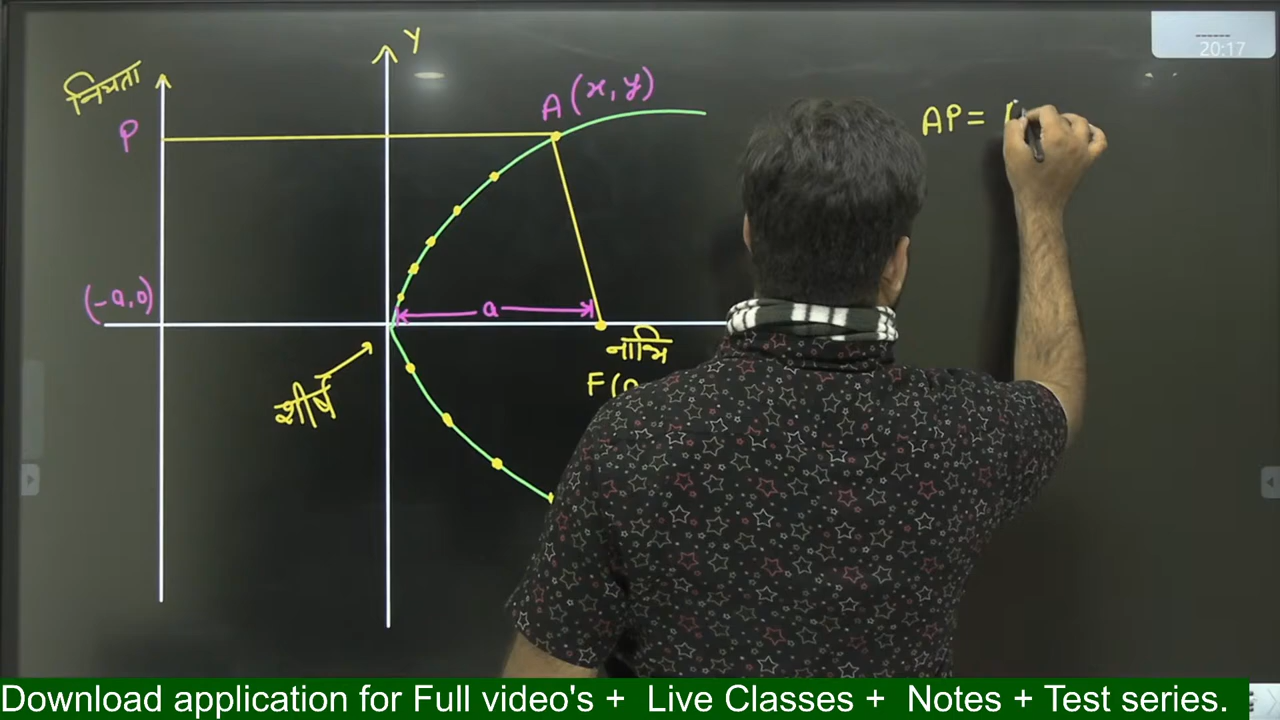 20:17
Y
नियता
A (x, y)
P
AP =
(-a, 0)
a
नाभि
F (a
शीर्ष
Download application for Full video's + Live Classes + Notes + Test series.